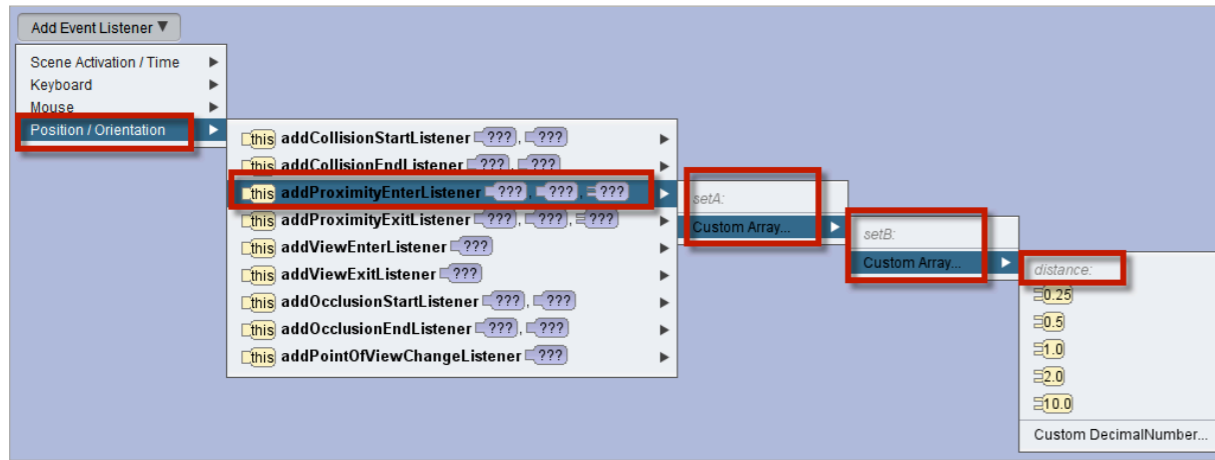 Add Event Listener ▼
Scene Activation / Time
Keyboard
Mouse
Position / Orientation
this addCollisionStartListener ???, ???
this addCollisionEndListener ???, ???
this addProximityEnterListener ???, ???, ???
this addProximityExitListener ???, ???, ???
this addViewEnterListener ???
this addViewExitListener ???
this addOcclusionStartListener ???, ???
this addOcclusionEndListener ???, ???
this addPointOfViewChangeListener ???
setA:
Custom Array...
setB:
Custom Array...
distance:
0.25
0.5
1.0
2.0
10.0
Custom DecimalNumber...